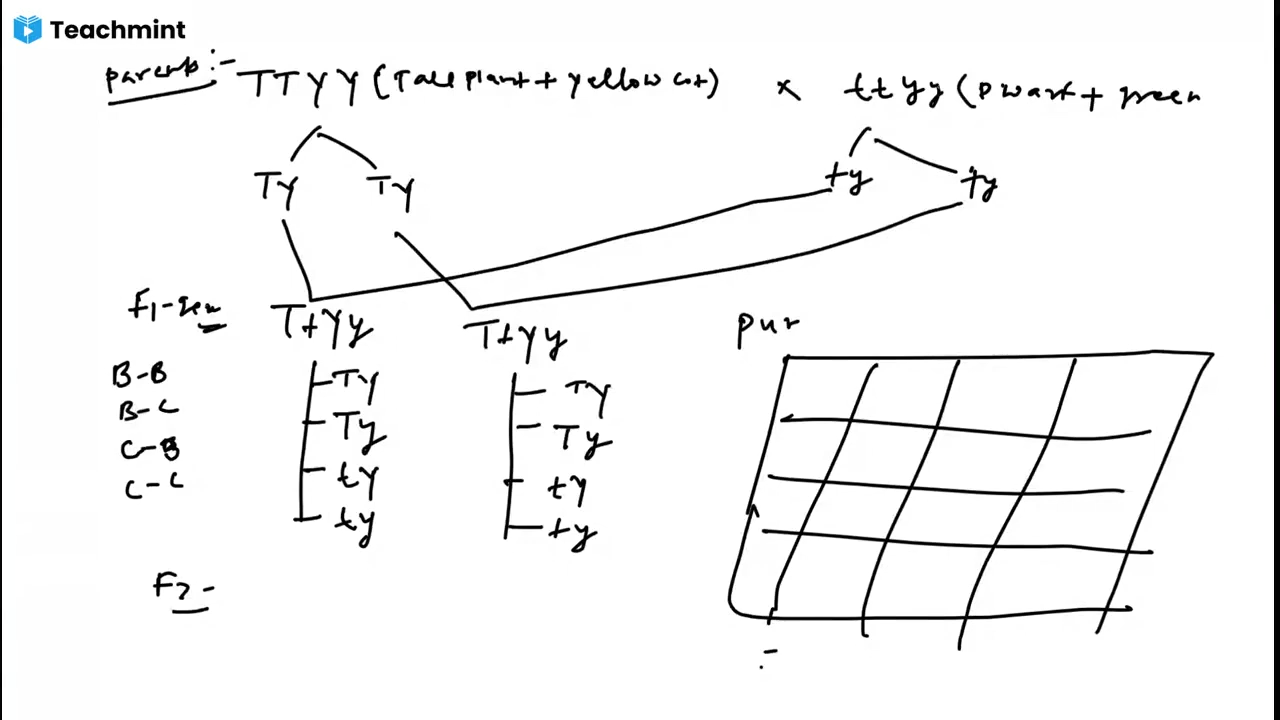 Teachmint
parents:- TTYY (Tall plant + yellow cot) x ttyy (Dwarf + green
TY TY ty ty
F1-gen TtYy TtYy
pur
B-B TY TY
B-C Ty Ty
C-B tY tY
C-C ty ty
F2-